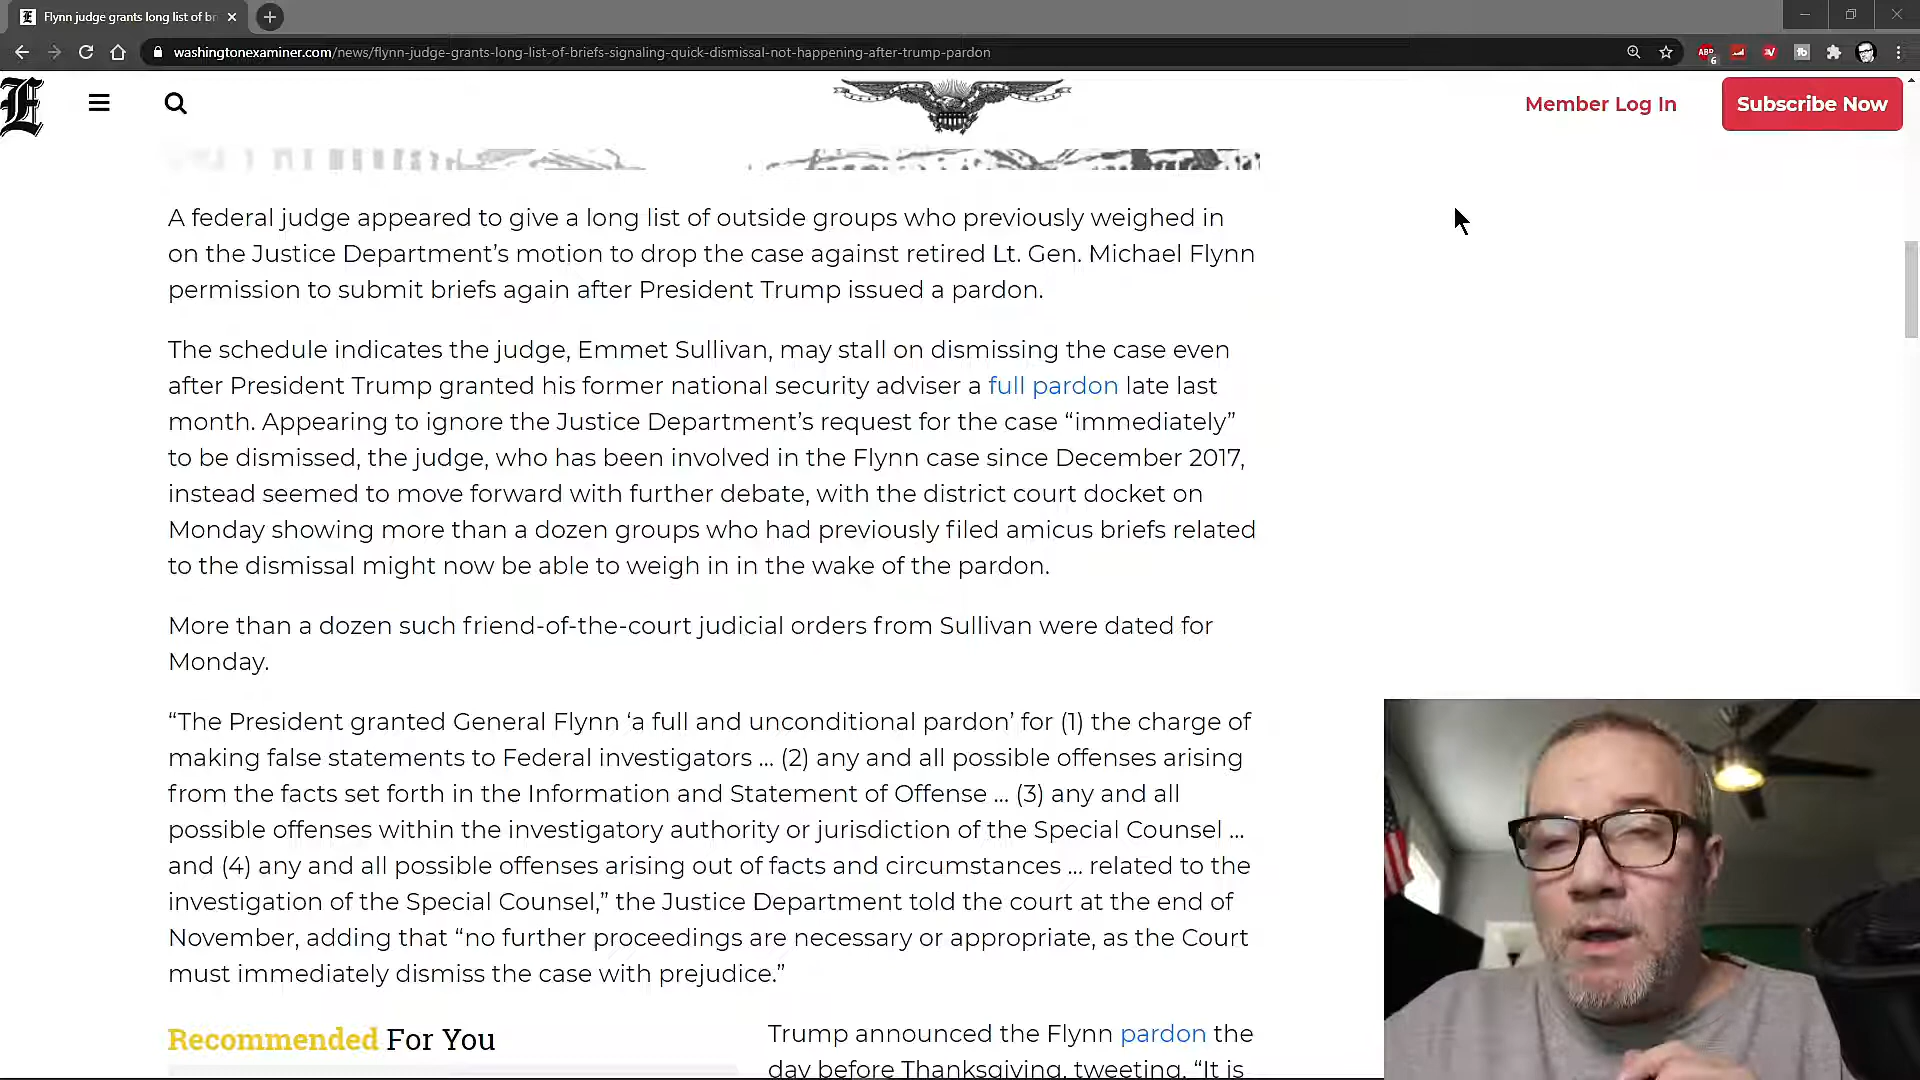 Flynn judge grants long list of br
washingtonexaminer.com/news/flynn-judge-grants-long-list-of-briefs-signaling-quick-dismissal-not-happening-after-trump-pardon
ABP
6
Member Log In
Subscribe Now
A federal judge appeared to give a long list of outside groups who previously weighed in
on the Justice Department’s motion to drop the case against retired Lt. Gen. Michael Flynn
permission to submit briefs again after President Trump issued a pardon.
The schedule indicates the judge, Emmet Sullivan, may stall on dismissing the case even
after President Trump granted his former national security adviser a full pardon late last
month. Appearing to ignore the Justice Department’s request for the case “immediately”
to be dismissed, the judge, who has been involved in the Flynn case since December 2017,
instead seemed to move forward with further debate, with the district court docket on
Monday showing more than a dozen groups who had previously filed amicus briefs related
to the dismissal might now be able to weigh in in the wake of the pardon.
More than a dozen such friend-of-the-court judicial orders from Sullivan were dated for
Monday.
“The President granted General Flynn ‘a full and unconditional pardon’ for (1) the charge of
making false statements to Federal investigators ... (2) any and all possible offenses arising
from the facts set forth in the Information and Statement of Offense ... (3) any and all
possible offenses within the investigatory authority or jurisdiction of the Special Counsel ...
and (4) any and all possible offenses arising out of facts and circumstances ... related to the
investigation of the Special Counsel,” the Justice Department told the court at the end of
November, adding that “no further proceedings are necessary or appropriate, as the Court
must immediately dismiss the case with prejudice.”
Recommended For You
Trump announced the Flynn pardon the
day before Thanksgiving, tweeting, “It is